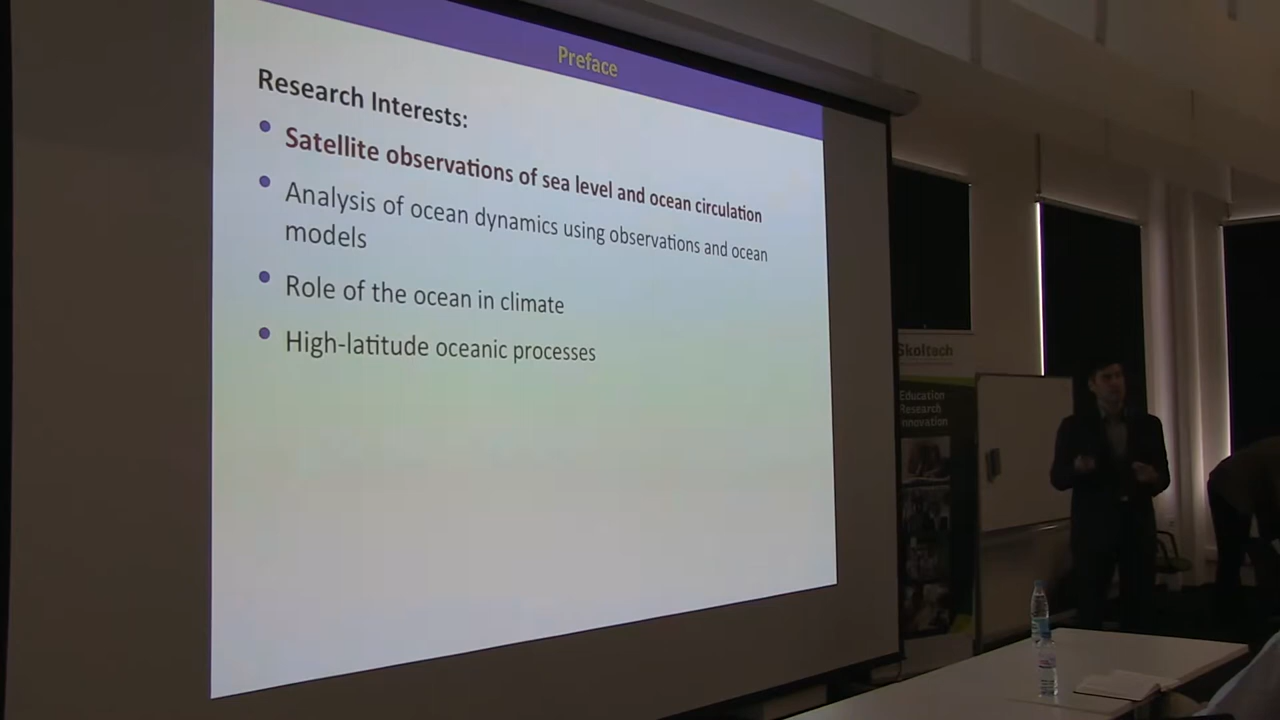 Preface
Research Interests:
Satellite observations of sea level and ocean circulation
Analysis of ocean dynamics using observations and ocean
models
Role of the ocean in climate
High-latitude oceanic processes
Skoltech
Education
Research
Innovation